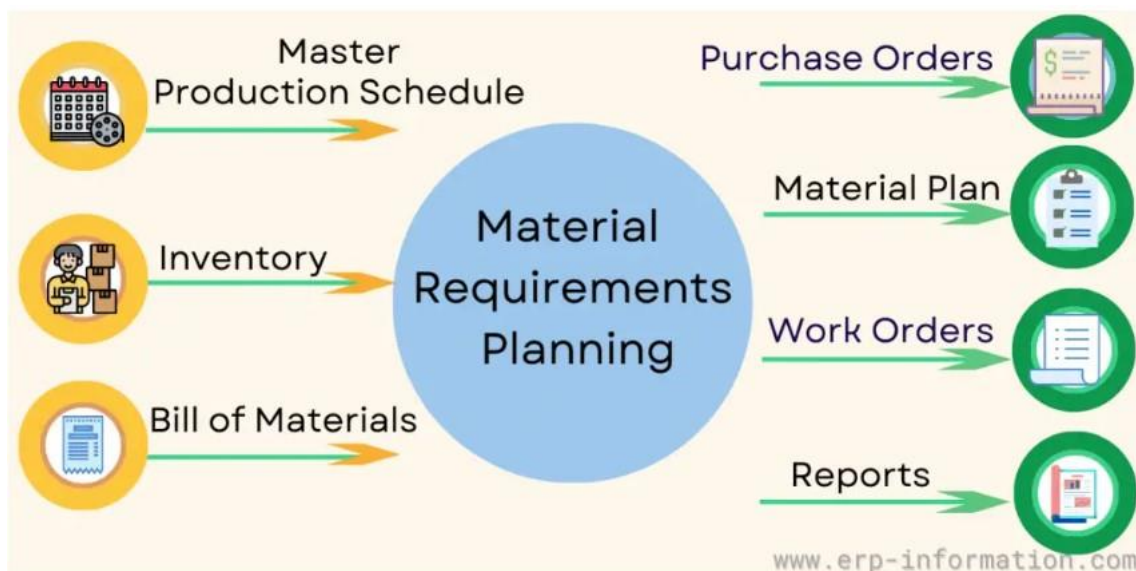 Master
Production Schedule
Inventory
Bill of Materials
Material
Requirements
Planning
Purchase Orders
Material Plan
Work Orders
Reports
www.erp-information.com